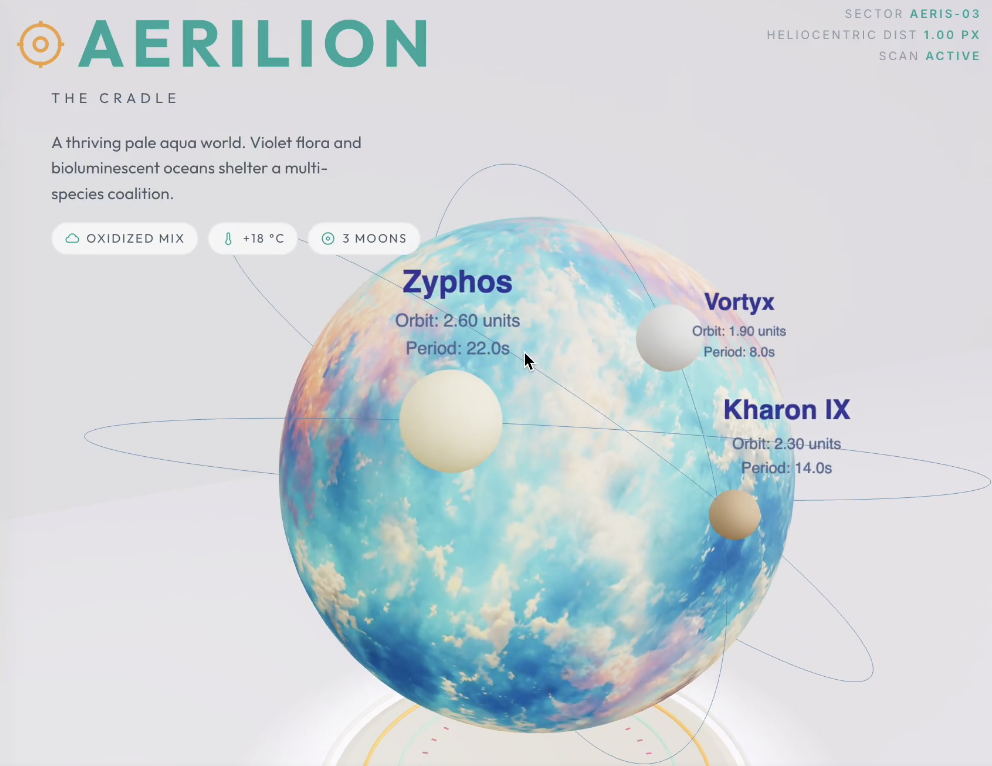 AERILION
SECTOR AERIS-03
HELIOCENTRIC DIST 1.00 PX
SCAN ACTIVE
THE CRADLE
A thriving pale aqua world. Violet flora and
bioluminescent oceans shelter a multi-
species coalition.
OXIDIZED MIX
+18 °C
3 MOONS
Zyphos
Orbit: 2.60 units
Period: 22.0s
Vortyx
Orbit: 1.90 units
Period: 8.0s
Kharon IX
Orbit: 2.30 units
Period: 14.0s